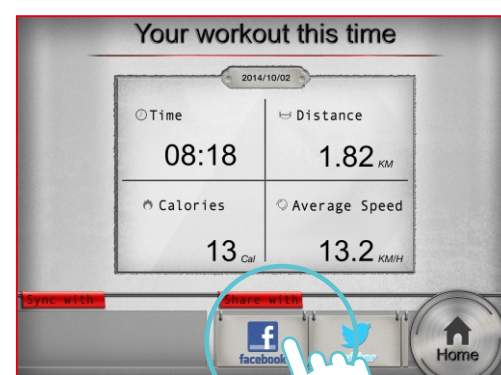 Your workout this time
2014/10/02
Time
Distance
08:18
1.82 KM
Calories
Average Speed
13 Cal
13.2 KM/H
Sync with
Share with
facebook
Home